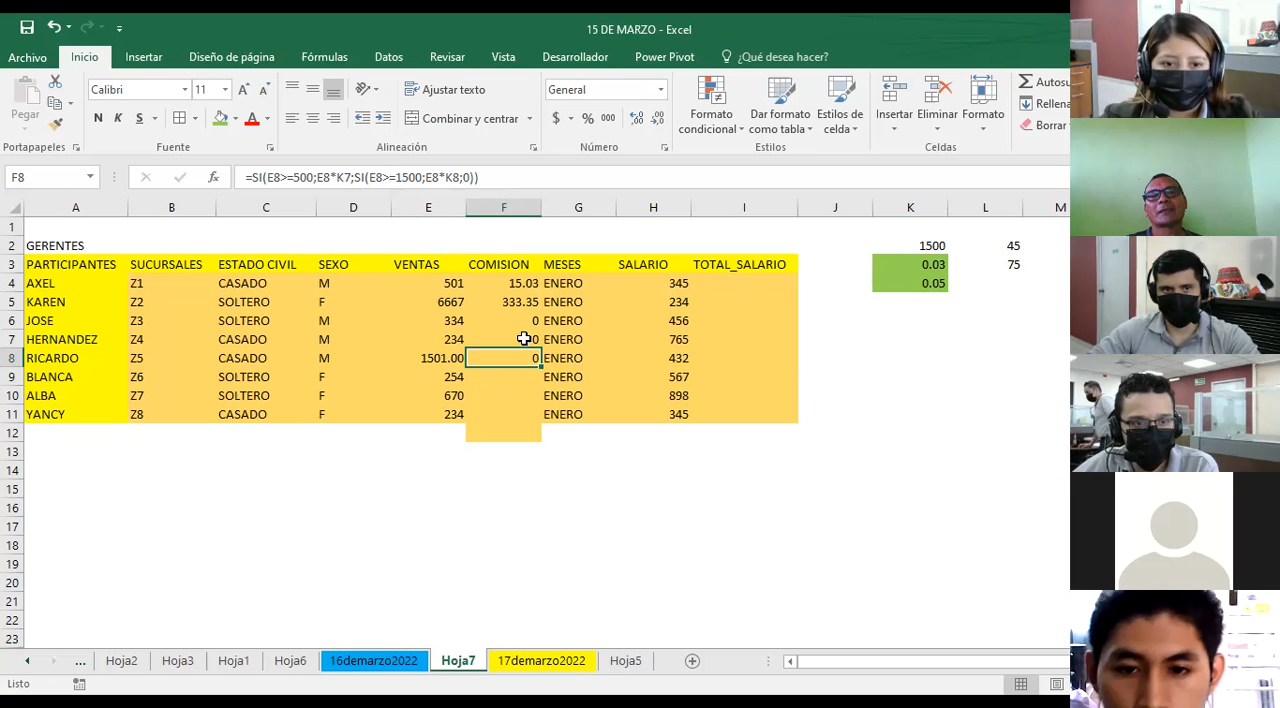 15 DE MARZO - Excel
Archivo Inicio Insertar Diseño de página Fórmulas Datos Revisar Vista Desarrollador Power Pivot ¿Qué desea hacer?
Pegar
Calibri 11
N K S
Ajustar texto
Combinar y centrar
General
$ % 000
Formato condicional
Dar formato como tabla
Estilos de celda
Insertar Eliminar Formato
Σ Autosu
Rellena
Borrar
Portapapeles Fuente Alineación Número Estilos Celdas
F8 fx =SI(E8>=500;E8*K7;SI(E8>=1500;E8*K8;0))
A B C D E F G H I J K L M
1
2 GERENTES 1500 45
3 PARTICIPANTES SUCURSALES ESTADO CIVIL SEXO VENTAS COMISION MESES SALARIO TOTAL_SALARIO 0.03 75
4 AXEL Z1 CASADO M 501 15.03 ENERO 345 0.05
5 KAREN Z2 SOLTERO F 6667 333.35 ENERO 234
6 JOSE Z3 SOLTERO M 334 0 ENERO 456
7 HERNANDEZ Z4 CASADO M 234 0 ENERO 765
8 RICARDO Z5 CASADO M 1501.00 0 ENERO 432
9 BLANCA Z6 SOLTERO F 254 ENERO 567
10 ALBA Z7 SOLTERO F 670 ENERO 898
11 YANCY Z8 CASADO F 234 ENERO 345
12
13
14
15
16
17
18
19
20
21
22
23
... Hoja2 Hoja3 Hoja1 Hoja6 16demarzo2022 Hoja7 17demarzo2022 Hoja5
Listo